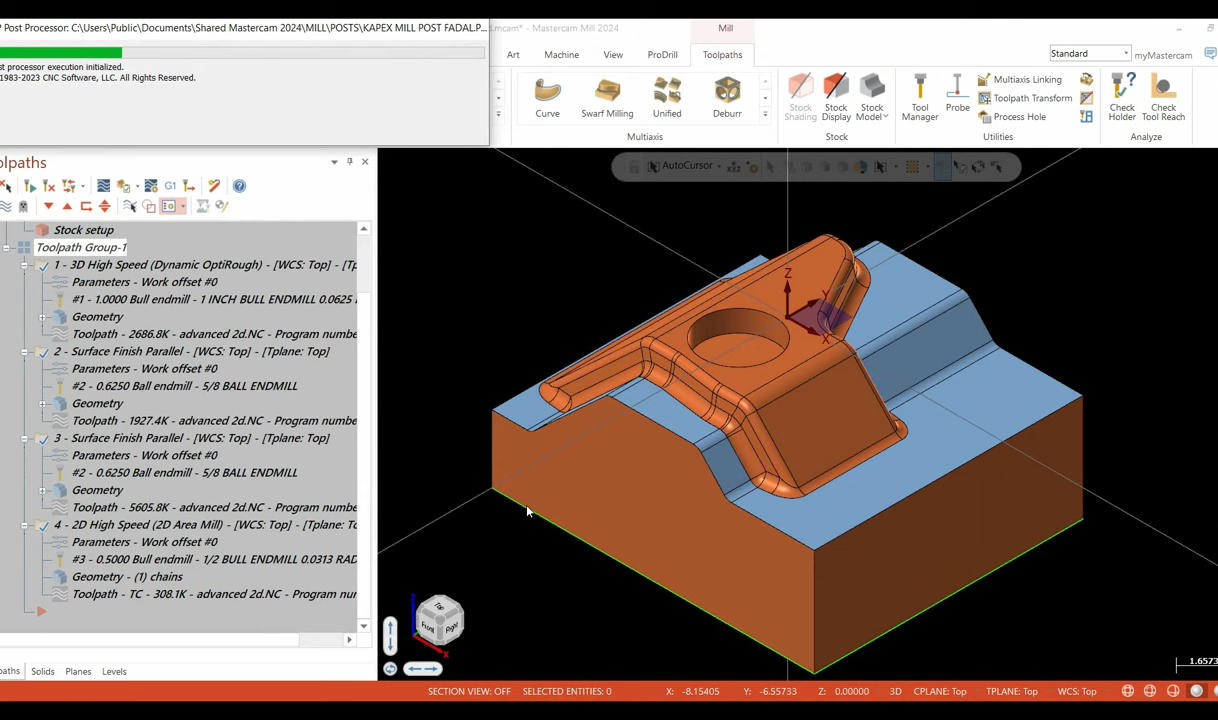 Post Processor: C:\Users\Public\Documents\Shared Mastercam 2024\MILL\POSTS\KAPEX MILL POST FADAL.P...
d.mcam* - Mastercam Mill 2024
Mill
st processor execution initialized.
1983-2023 CNC Software, LLC. All Rights Reserved.
Art
Machine
View
ProDrill
Toolpaths
Standard
myMastercam
Curve
Swarf Milling
Unified
Deburr
Multiaxis
Stock Shading
Stock Display
Stock Model
Stock
Tool Manager
Probe
Multiaxis Linking
Toolpath Transform
Process Hole
Utilities
Check Holder
Check Tool Reach
Analyze
olpaths
AutoCursor
G1
Stock setup
Toolpath Group-1
1 - 3D High Speed (Dynamic OptiRough) - [WCS: Top] - [Tp
Parameters - Work offset #0
#1 - 1.0000 Bull endmill - 1 INCH BULL ENDMILL 0.0625 I
Geometry
Toolpath - 2686.8K - advanced 2d.NC - Program numbe
2 - Surface Finish Parallel - [WCS: Top] - [Tplane: Top]
Parameters - Work offset #0
#2 - 0.6250 Ball endmill - 5/8 BALL ENDMILL
Geometry
Toolpath - 1927.4K - advanced 2d.NC - Program numbe
3 - Surface Finish Parallel - [WCS: Top] - [Tplane: Top]
Parameters - Work offset #0
#2 - 0.6250 Ball endmill - 5/8 BALL ENDMILL
Geometry
Toolpath - 5605.8K - advanced 2d.NC - Program numbe
4 - 2D High Speed (2D Area Mill) - [WCS: Top] - [Tplane: To
Parameters - Work offset #0
#3 - 0.5000 Bull endmill - 1/2 BULL ENDMILL 0.0313 RAD
Geometry - (1) chains
Toolpath - TC - 308.1K - advanced 2d.NC - Program nur
Z
Y
X
Top
Front
Right
X
1.6573
paths
Solids
Planes
Levels
SECTION VIEW: OFF
SELECTED ENTITIES: 0
X: -8.15405
Y: -6.55733
Z: 0.00000
3D
CPLANE: Top
TPLANE: Top
WCS: Top